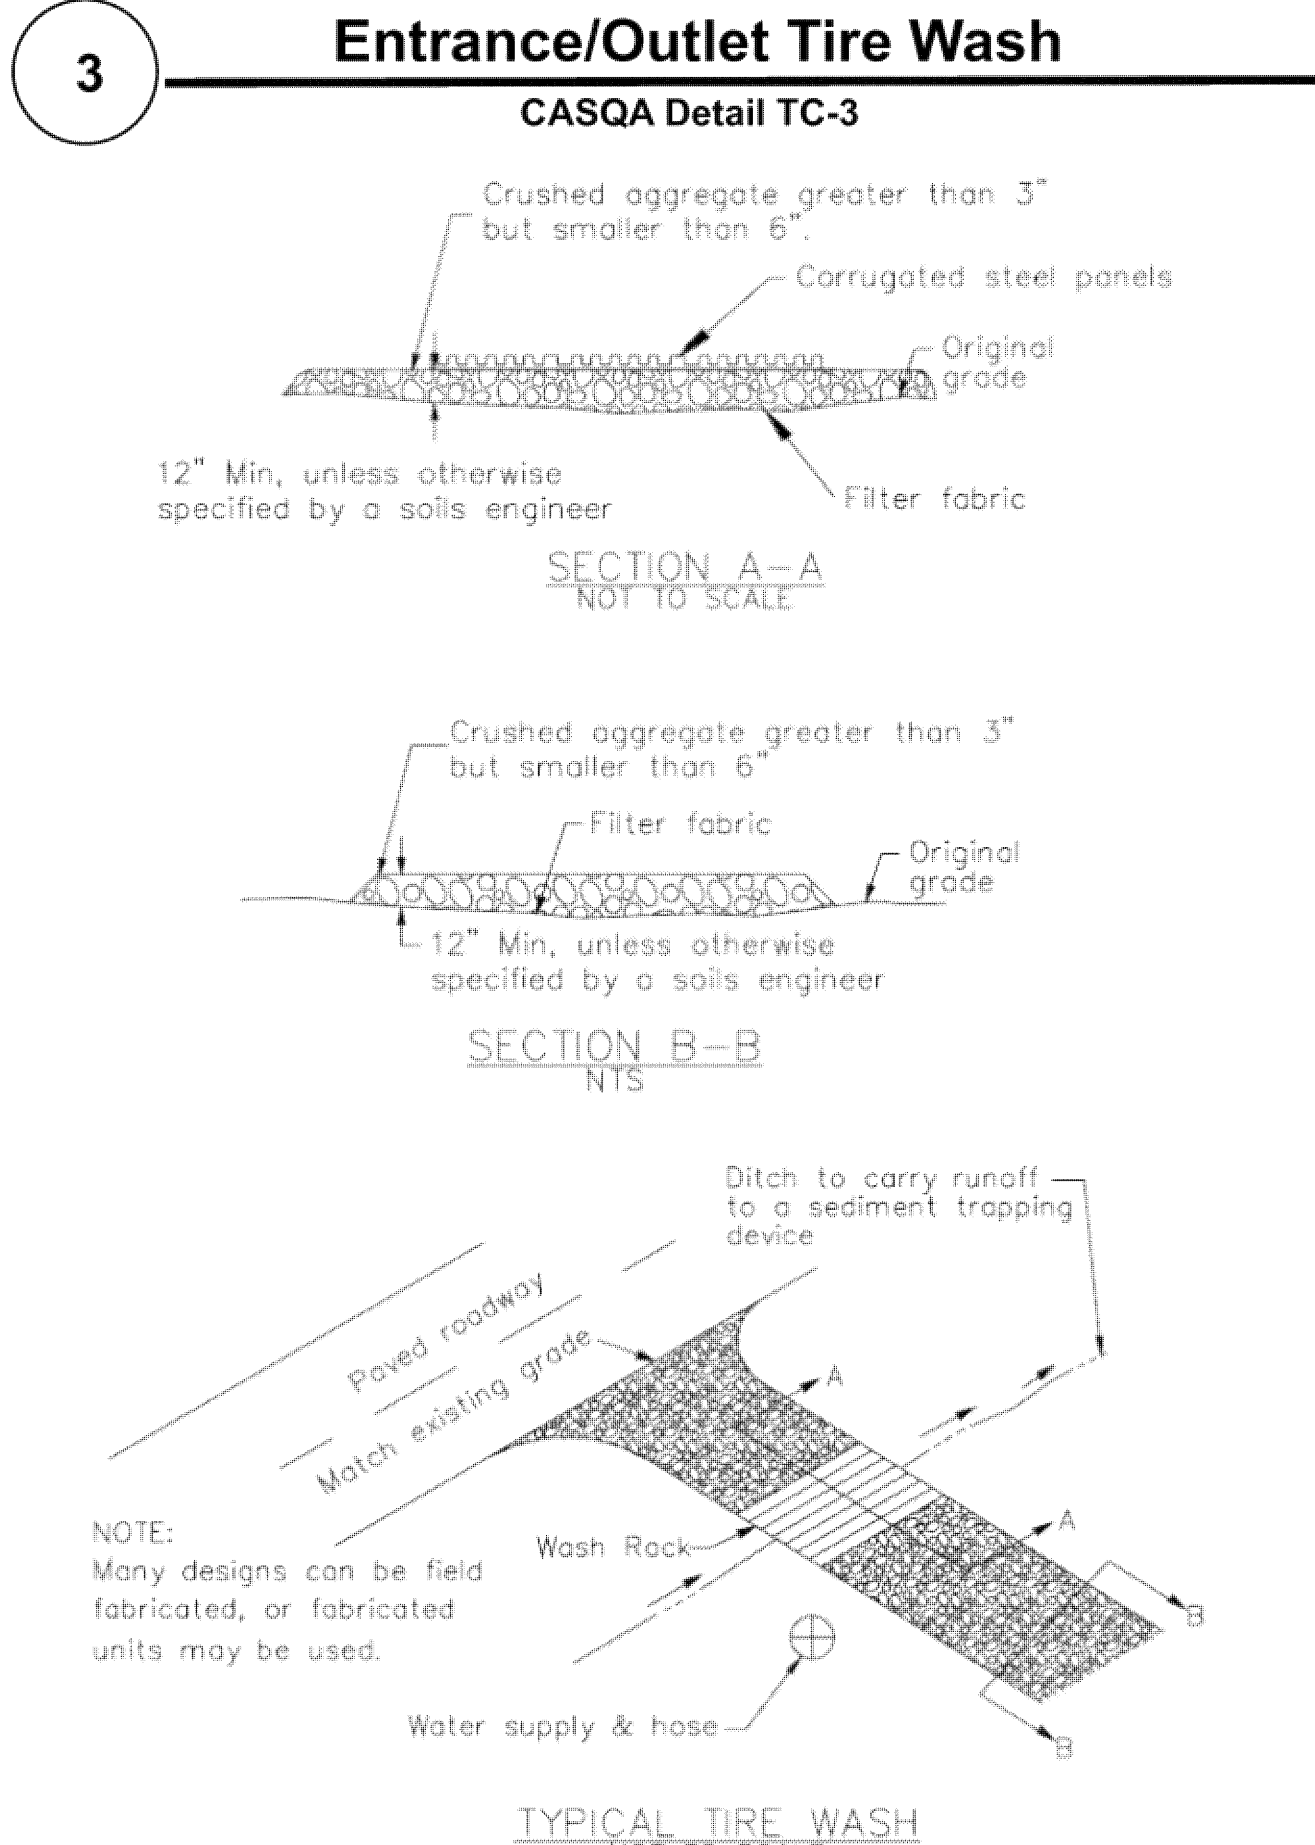 3
Entrance/Outlet Tire Wash
CASQA Detail TC-3
Crushed aggregate greater than 3"
but smaller than 6".
Corrugated steel panels
Original
grade
12" Min, unless otherwise
specified by a soils engineer
Filter fabric
SECTION A-A
NOT TO SCALE
Crushed aggregate greater than 3"
but smaller than 6"
Filter fabric
Original
grade
12" Min, unless otherwise
specified by a soils engineer
SECTION B-B
NTS
Ditch to carry runoff
to a sediment trapping
device
Paved roadway
Match existing grade
A
A
NOTE:
Many designs can be field
fabricated, or fabricated
units may be used.
Wash Rack
B
Water supply & hose
B
TYPICAL TIRE WASH